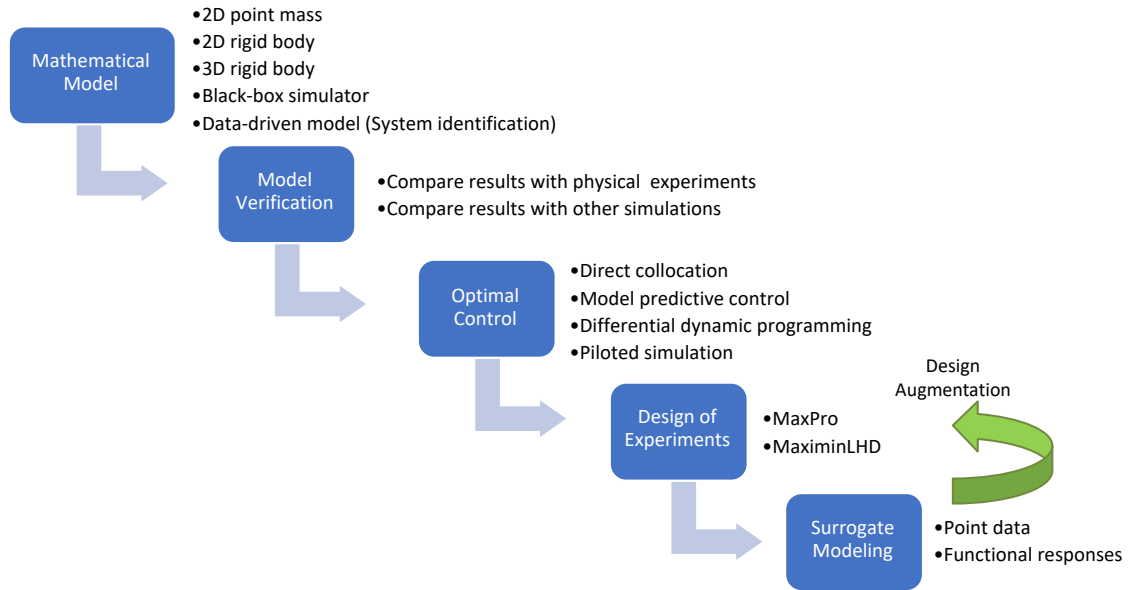 Mathematical
Model
•2D point mass
•2D rigid body
•3D rigid body
•Black-box simulator
•Data-driven model (System identification)
Model
Verification
•Compare results with physical experiments
•Compare results with other simulations
Optimal
Control
•Direct collocation
•Model predictive control
•Differential dynamic programming
•Piloted simulation
Design
Augmentation
Design of
Experiments
•MaxPro
•MaximinLHD
Surrogate
Modeling
•Point data
•Functional responses